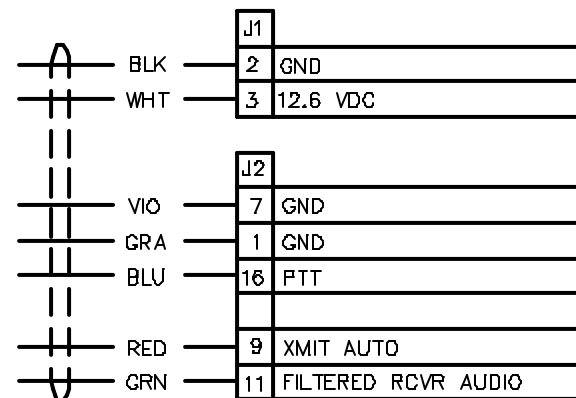 J1
BLK 2 GND
WHT 3 12.6 VDC
J2
VIO 7 GND
GRA 1 GND
BLU 16 PTT
RED 9 XMIT AUTO
GRN 11 FILTERED RCVR AUDIO